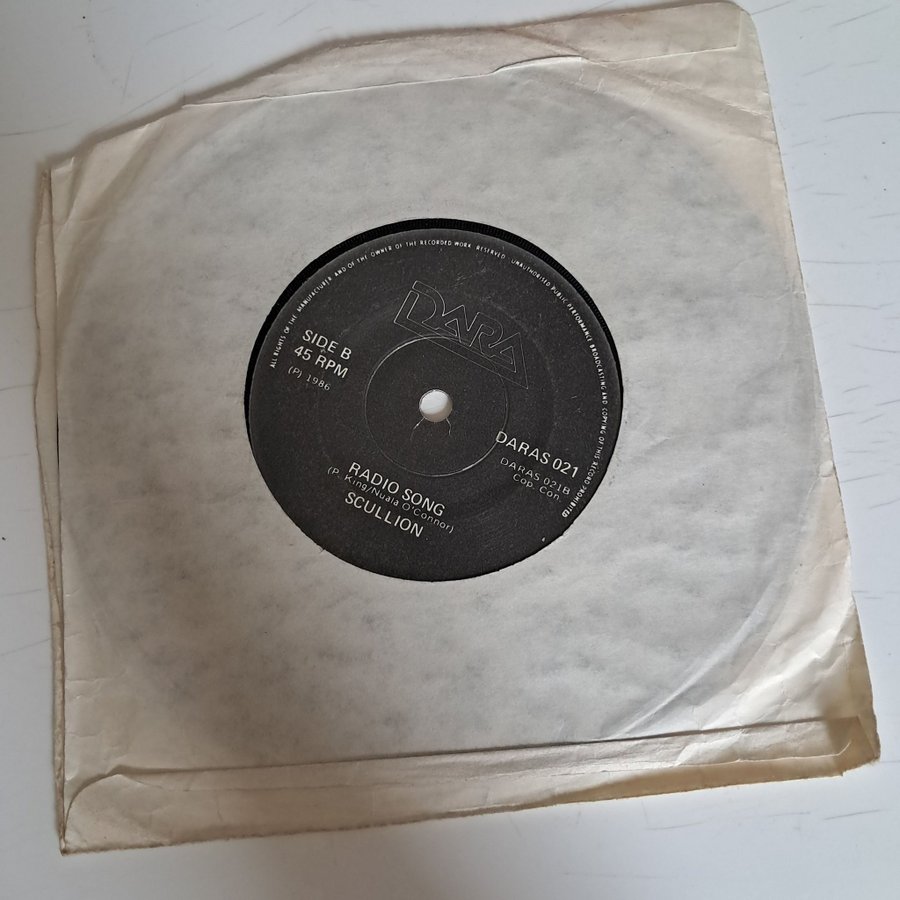 ALL RIGHTS OF THE MANUFACTURER AND OF THE OWNER OF THE RECORDED WORK RESERVED. UNAUTHORISED PUBLIC PERFORMANCE BROADCASTING AND COPYING OF THIS RECORD PROHIBITED
DARA
SIDE B
45 RPM
(P) 1986
DARAS 021
DARAS 021B
Cop. Con.
RADIO SONG
(P. King/Nuala O'Connor)
SCULLION